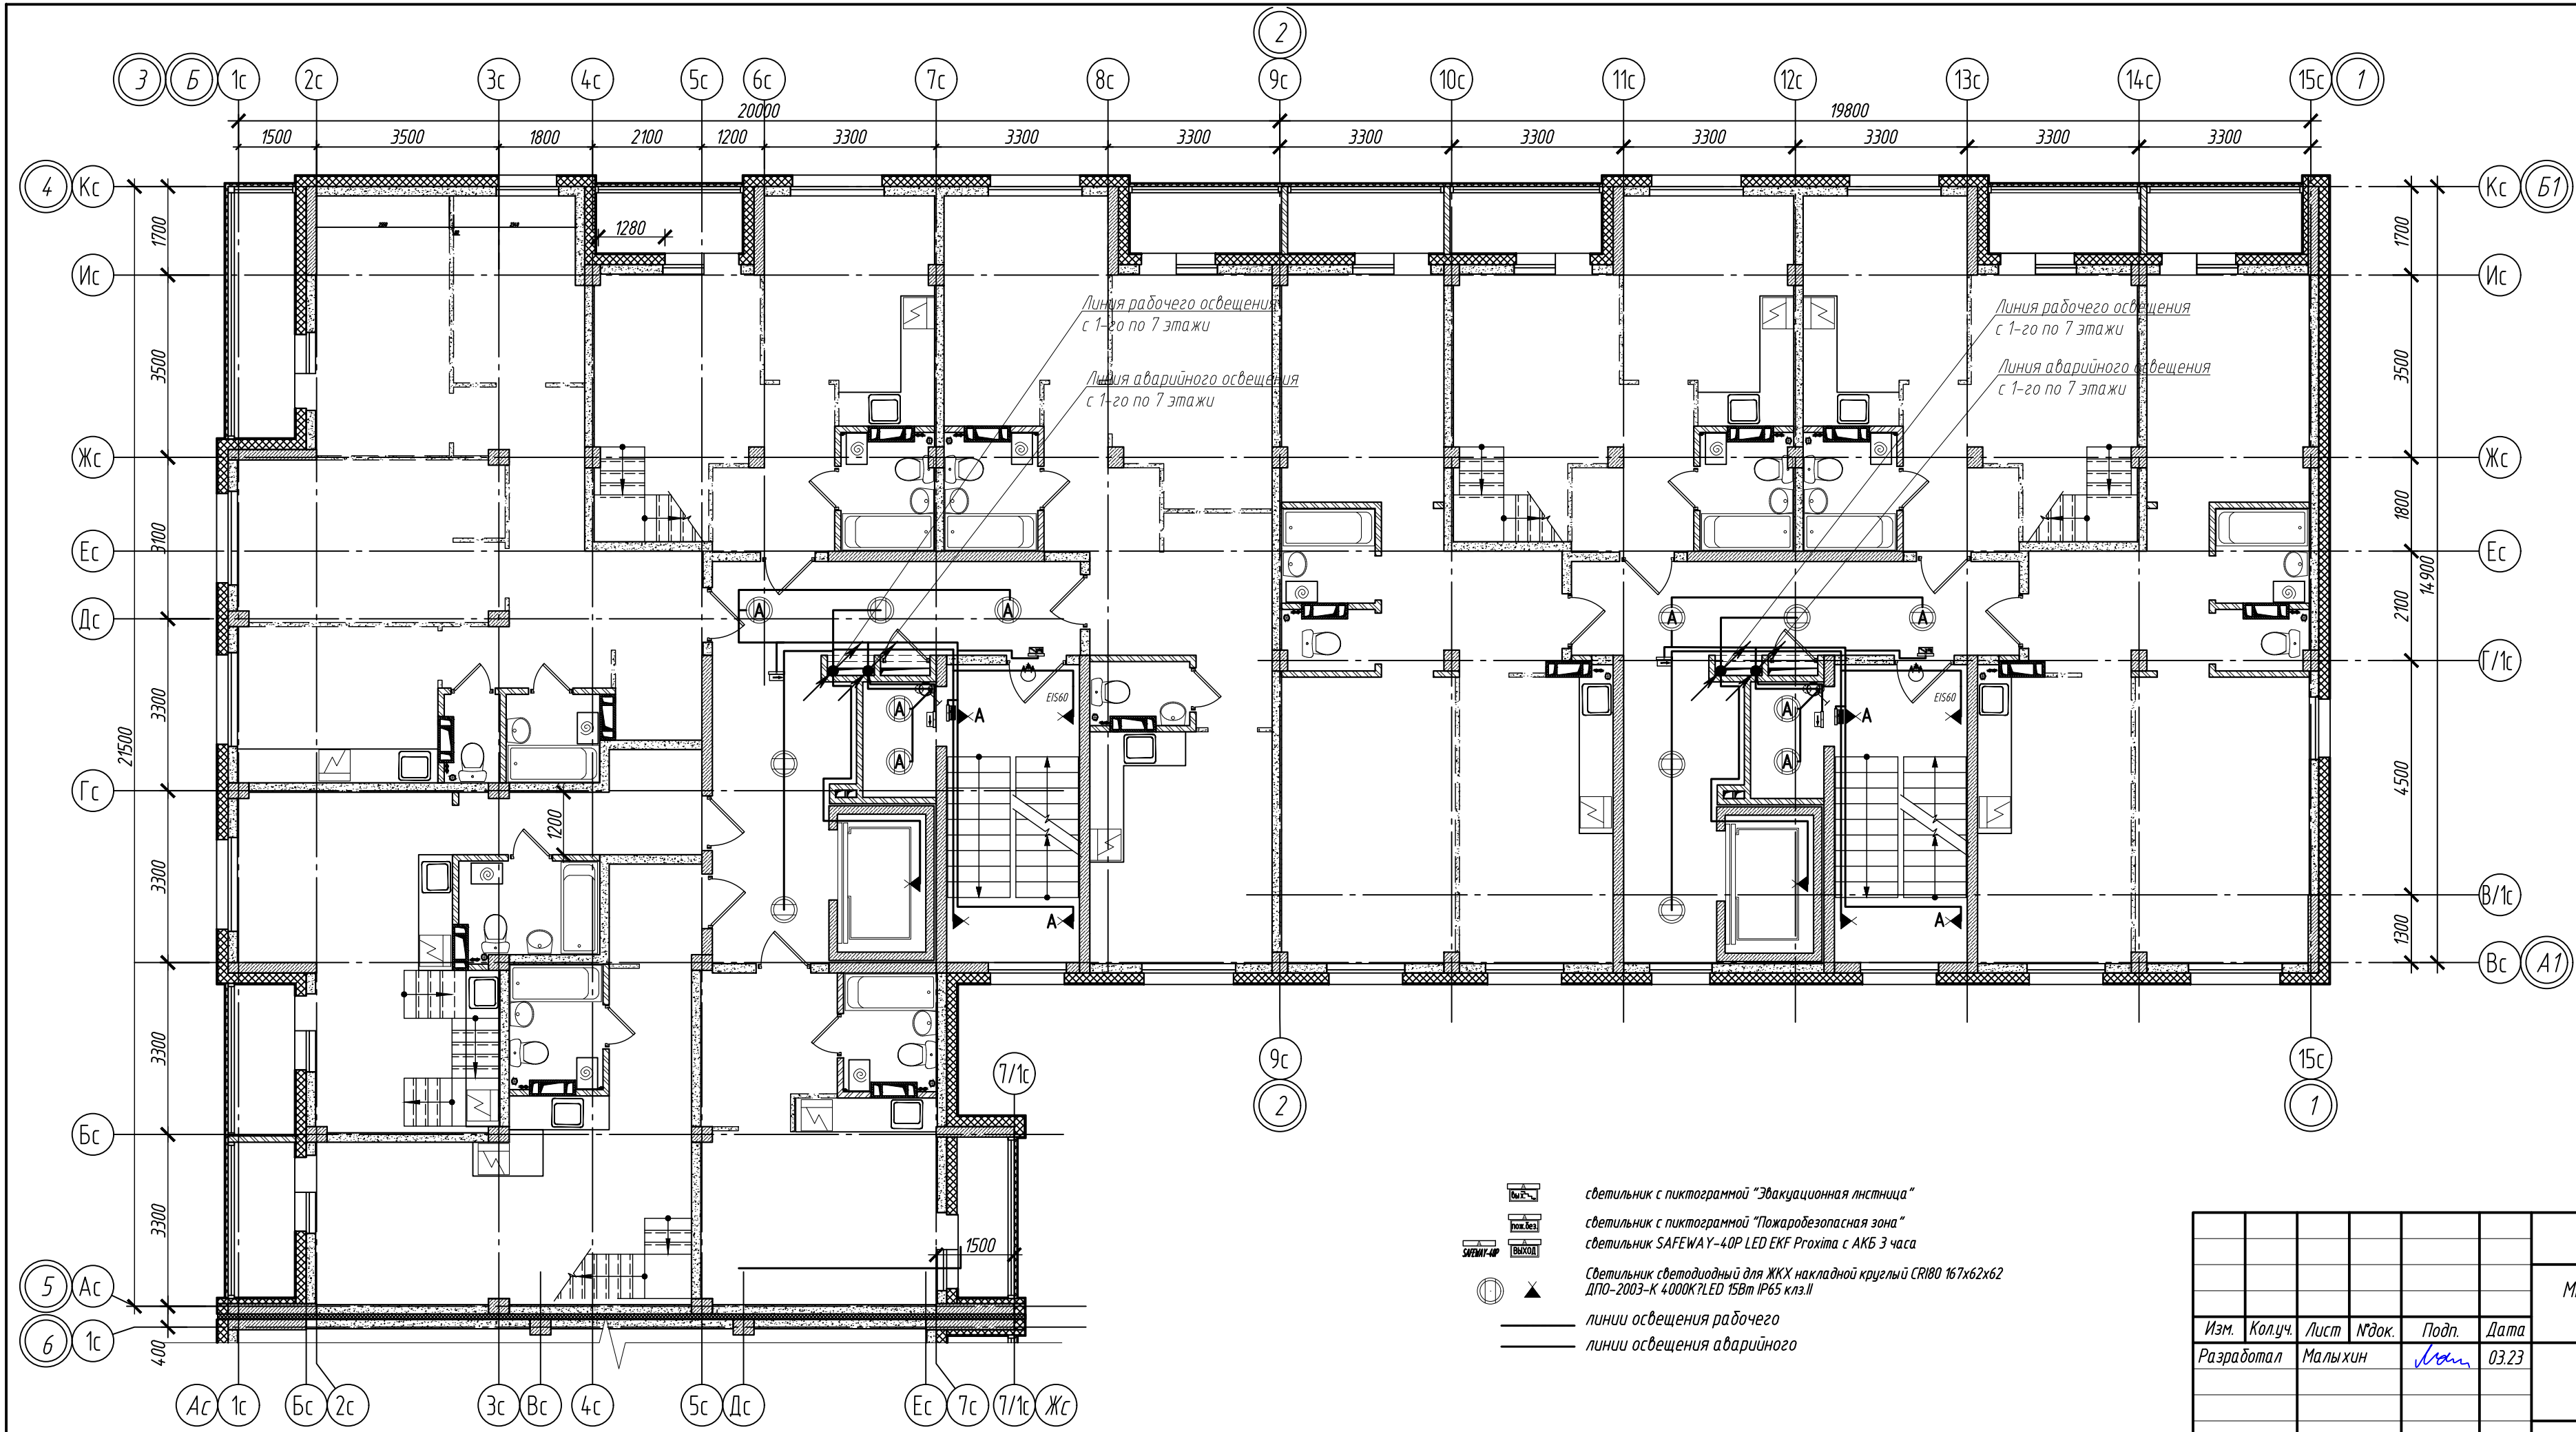 2
3 Б 1с 2с 3с 4с 5с 6с 7с 8с 9с 10с 11с 12с 13с 14с 15с 1
20000 19800
1500 3500 1800 2100 1200 3300 3300 3300 3300 3300 3300 3300 3300 3300
4 Кс Кс Б1
1700 1280 1700
Ис Ис
Линия рабочего освещения
с 1-го по 7 этажи
Линия рабочего освещения
с 1-го по 7 этажи
3500 3500
Линия аварийного освещения
с 1-го по 7 этажи
Линия аварийного освещения
с 1-го по 7 этажи
Жс Жс
3100 1800
Ес Ес
14900
А А А А
Дс 2100
Г/1с
EIS60 EIS60
3300
А А А А
21500
А А
4500
Гс
1200
3300
В/1с
А А
1300
Вс А1
3300
9с 15с
7/1с
2 1
Бс
3300
вых
светильник с пиктограммой "Эвакуационная лнстница"
пож.без.
светильник с пиктограммой "Пожаробезопасная зона"
SAFEWAY-40P ВЫХОД
светильник SAFEWAY-40P LED EKF Proxima с АКБ 3 часа
Светильник светодиодный для ЖКХ накладной круглый CRI80 167x62x62
ДПО-2003-К 4000К?LED 15Вт IP65 клз.II
линии освещения рабочего
линии освещения аварийного
1500
5 Ас
6 1с
400
Ас 1с Бс 2с 3с Вс 4с 5с Дс Ес 7с 7/1с Жс
Изм. Кол.уч. Лист №док. Подп. Дата
Разработал Малыхин 03.23